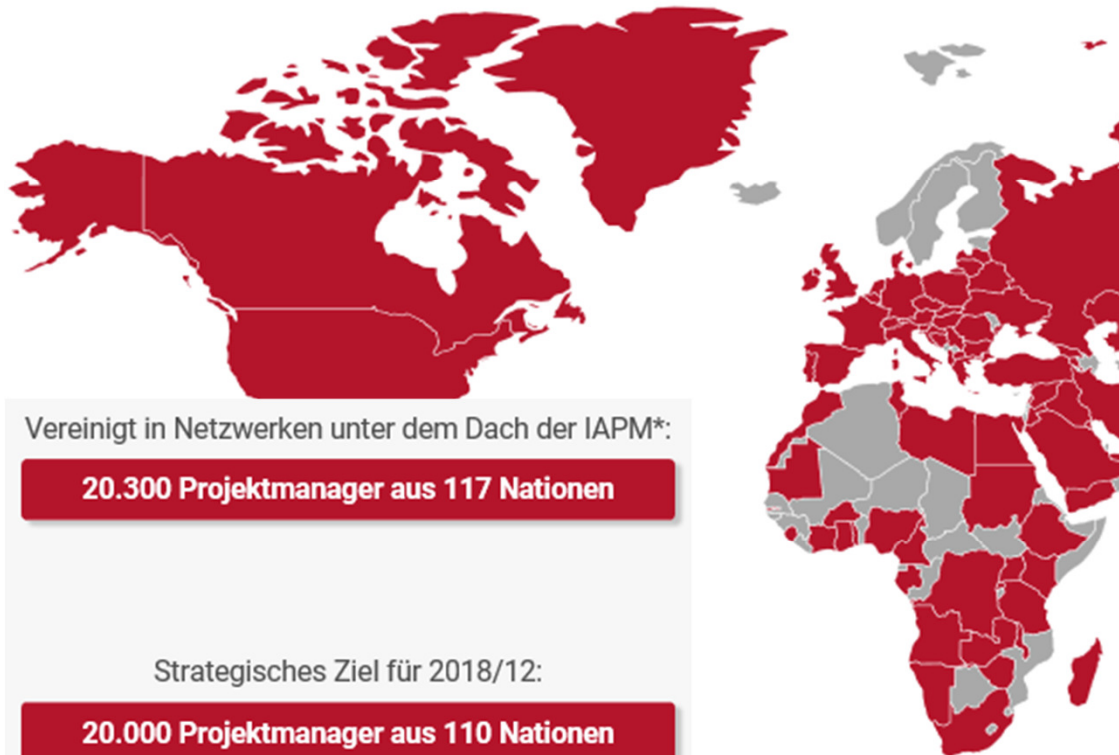 Vereinigt in Netzwerken unter dem Dach der IAPM*:
20.300 Projektmanager aus 117 Nationen
Strategisches Ziel für 2018/12:
20.000 Projektmanager aus 110 Nationen